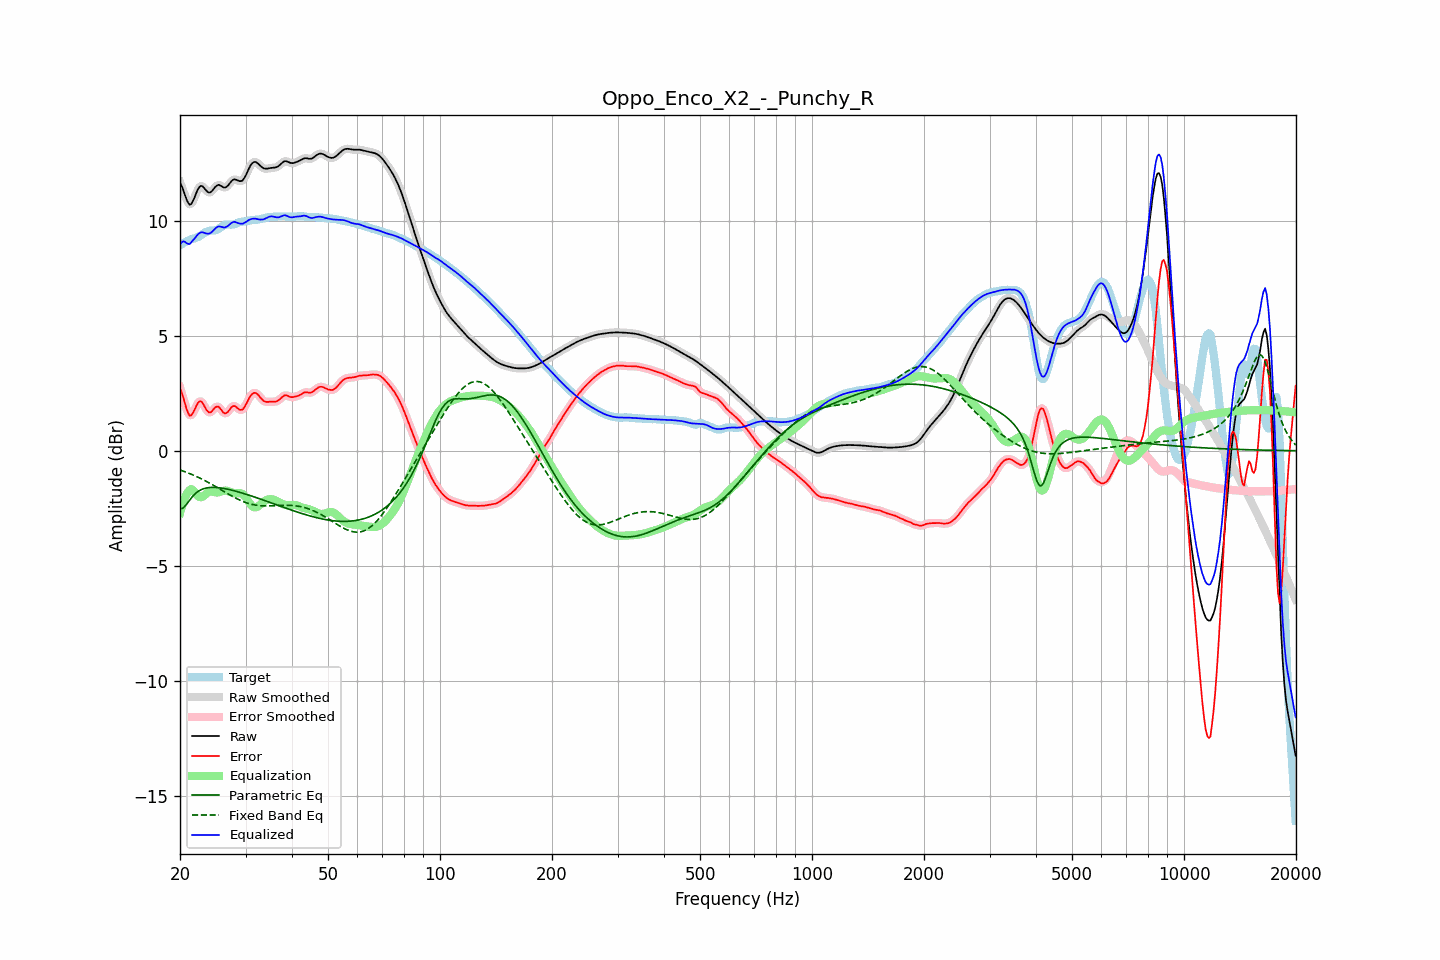 Oppo_Enco_X2_-_Punchy_R
Amplitude (dBr)
10
5
0
−5
−10
−15
Target
Raw Smoothed
Error Smoothed
Raw
Error
Equalization
Parametric Eq
Fixed Band Eq
Equalized
20 50 100 200 500 1000 2000 5000 10000 20000
Frequency (Hz)